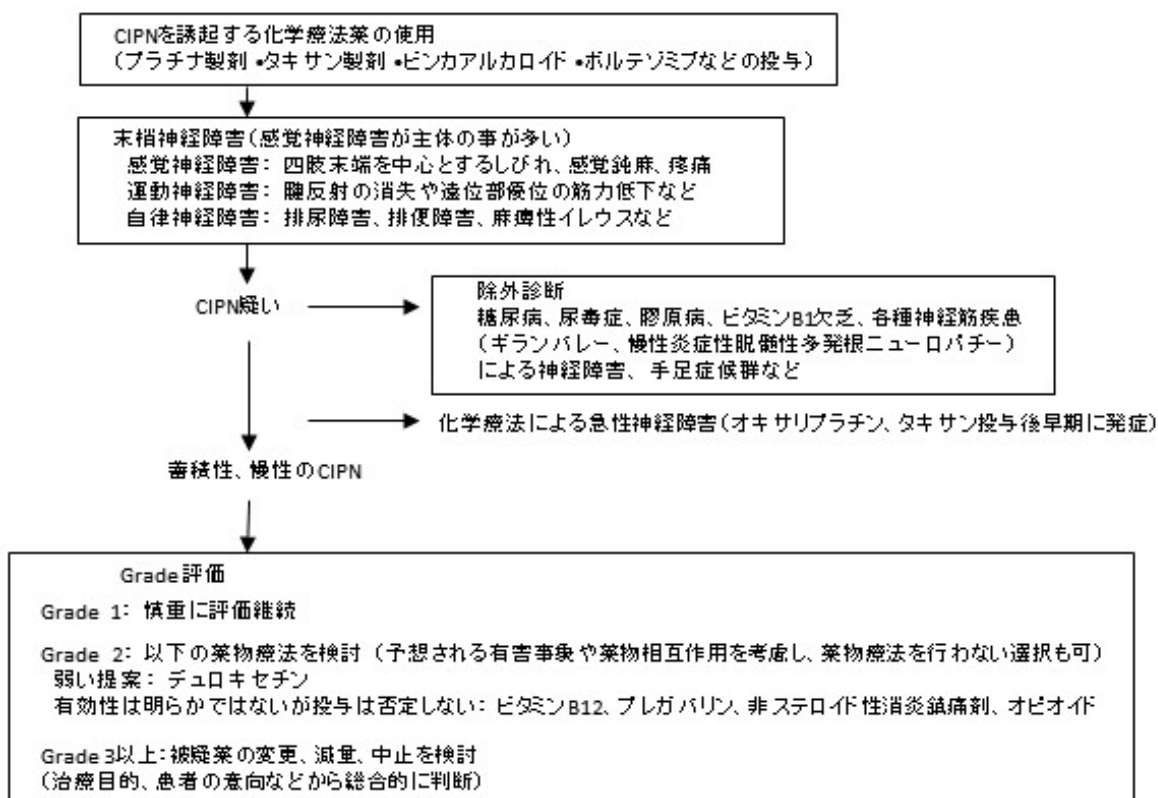 CIPNを誘起する化学療法薬の使用
（プラチナ製剤・タキサン製剤・ビンカアルカロイド・ボルテゾミブなどの投与）
末梢神経障害（感覚神経障害が主体の事が多い）
感覚神経障害： 四肢末端を中心とするしびれ、感覚鈍麻、疼痛
運動神経障害： 腱反射の消失や遠位部優位の筋力低下など
自律神経障害： 排尿障害、排便障害、麻痺性イレウスなど
CIPN疑い
除外診断
糖尿病、尿毒症、膠原病、ビタミンB1欠乏、各種神経筋疾患
（ギランバレー、慢性炎症性脱髄性多発根ニューロパチー）
による神経障害、手足症候群など
化学療法による急性神経障害（オキサリプラチン、タキサン投与後早期に発症）
蓄積性、慢性のCIPN
Grade評価
Grade 1： 慎重に評価継続
Grade 2： 以下の薬物療法を検討 （予想される有害事象や薬物相互作用を考慮し、薬物療法を行わない選択も可）
弱い提案： デュロキセチン
有効性は明らかではないが投与は否定しない： ビタミンB12、プレガバリン、非ステロイド性消炎鎮痛剤、オピオイド
Grade 3以上：被疑薬の変更、減量、中止を検討
（治療目的、患者の意向などから総合的に判断）